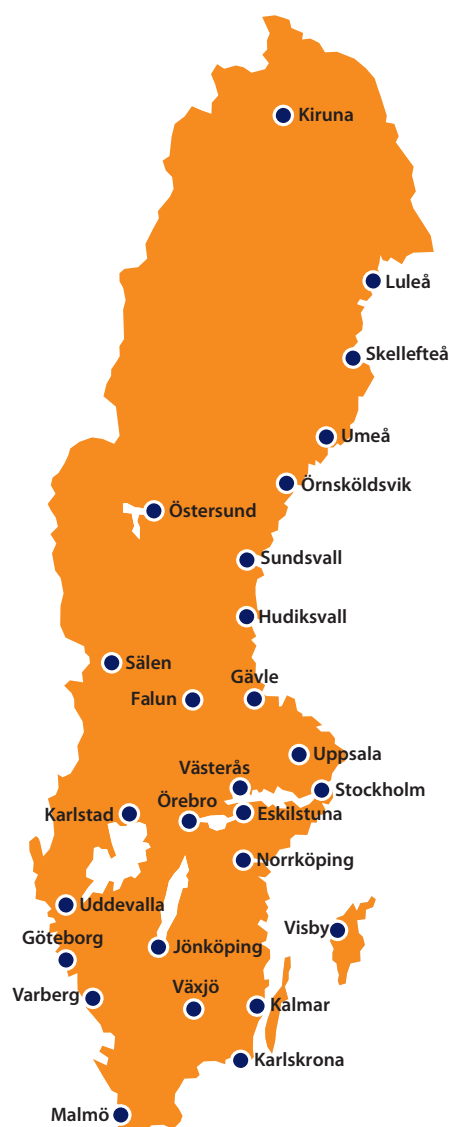 Kiruna
Luleå
Skellefteå
Umeå
Örnsköldsvik
Östersund
Sundsvall
Hudiksvall
Sälen
Gävle
Falun
Uppsala
Västerås
Stockholm
Örebro
Karlstad
Eskilstuna
Norrköping
Uddevalla
Visby
Göteborg
Jönköping
Varberg
Växjö
Kalmar
Karlskrona
Malmö